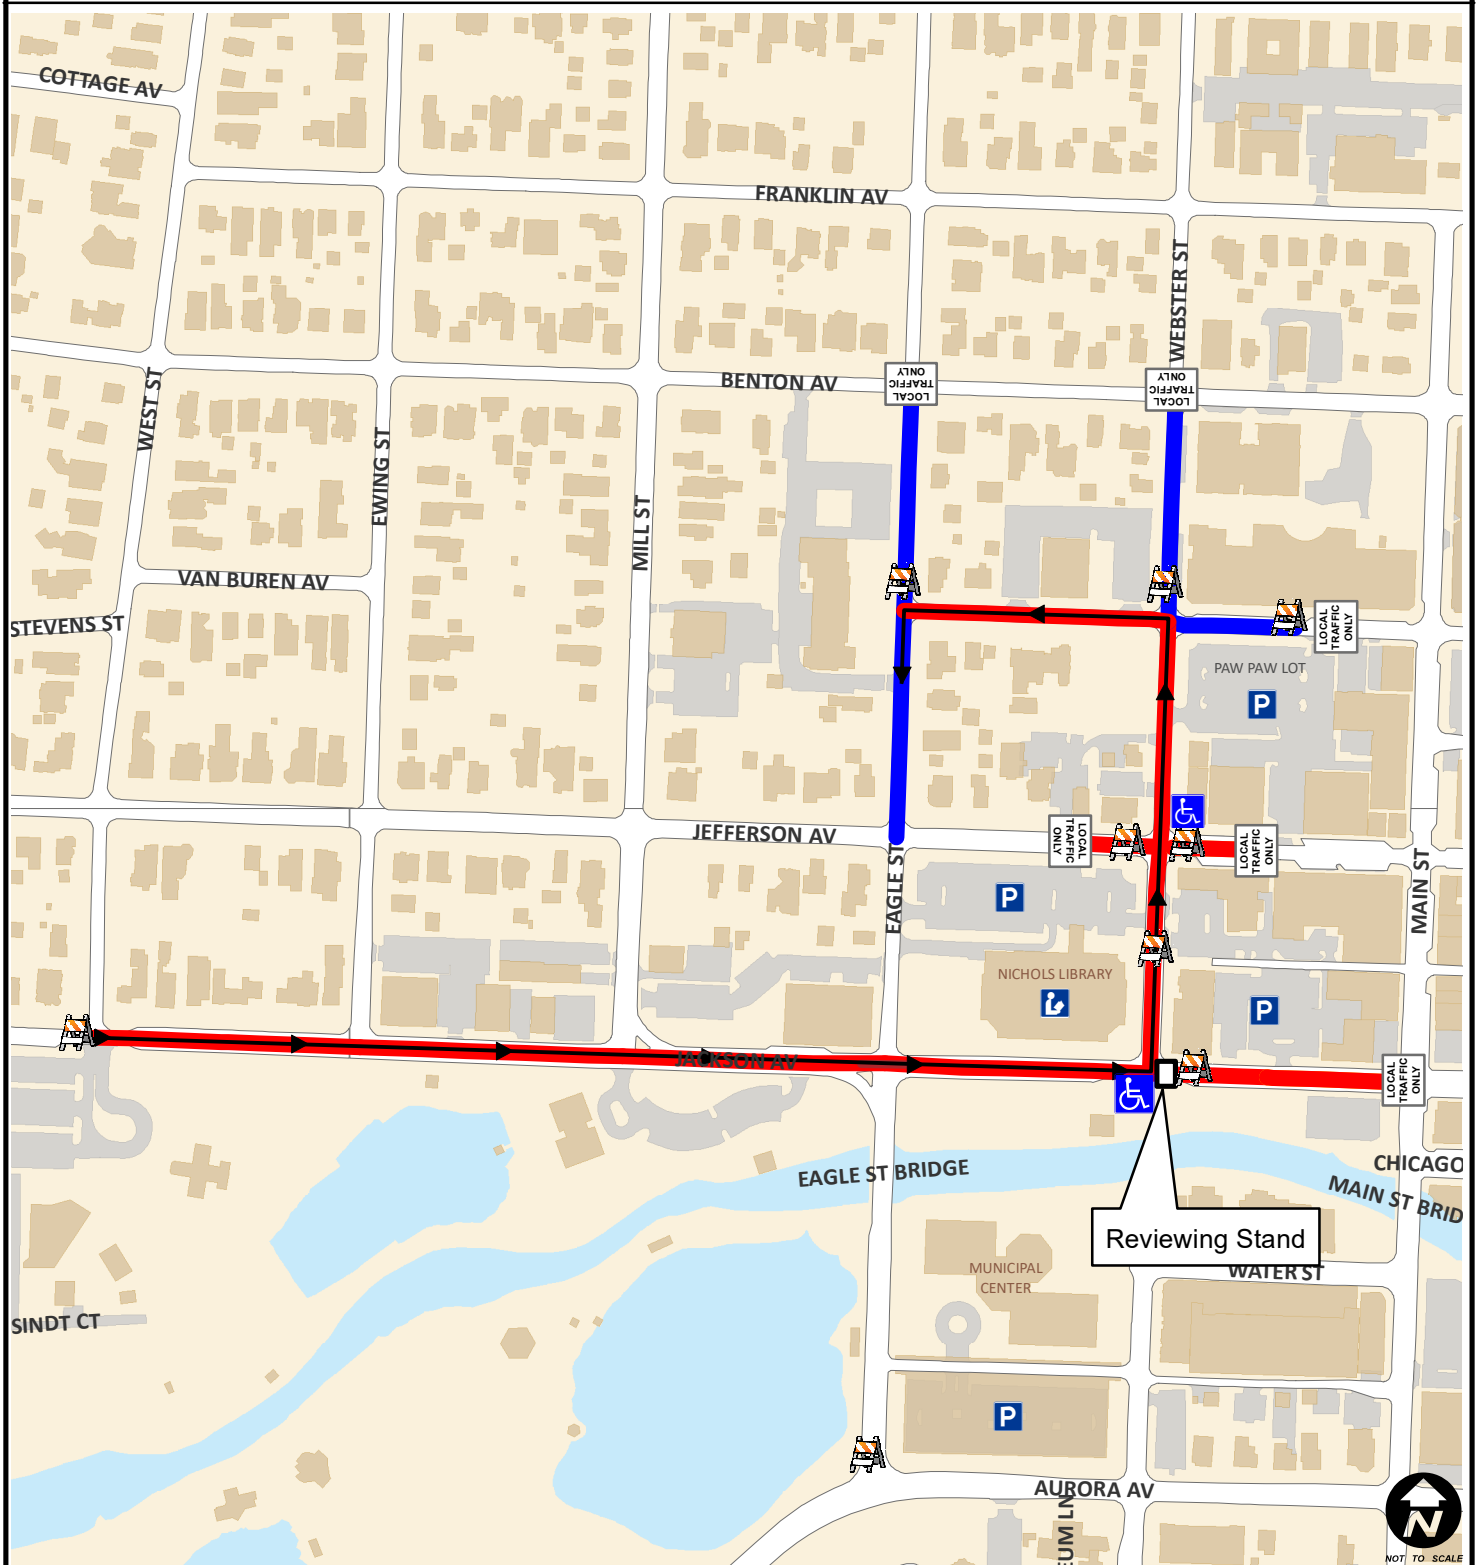 COTTAGE AV
FRANKLIN AV
WEBSTER ST
WEST ST
BENTON AV
LOCAL
TRAFFIC
ONLY
LOCAL
TRAFFIC
ONLY
EWING ST
MILL ST
VAN BUREN AV
STEVENS ST
LOCAL
TRAFFIC
ONLY
PAW PAW LOT
P
JEFFERSON AV
LOCAL
TRAFFIC
ONLY
LOCAL
TRAFFIC
ONLY
EAGLE ST
MAIN ST
P
NICHOLS LIBRARY
P
JACKSON AV
LOCAL
TRAFFIC
ONLY
EAGLE ST BRIDGE
CHICAGO
MAIN ST BRID
Reviewing Stand
MUNICIPAL
CENTER
WATER ST
SINDT CT
P
AURORA AV
EUM LN
N
NOT TO SCALE